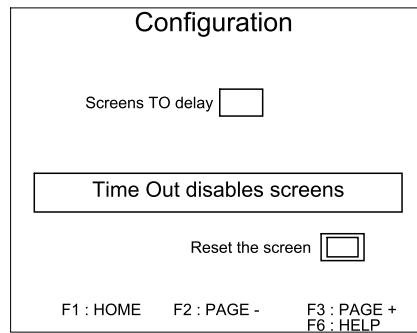 Configuration
Screens TO delay
Time Out disables screens
Reset the screen
F1 : HOME F2 : PAGE - F3 : PAGE +
F6 : HELP